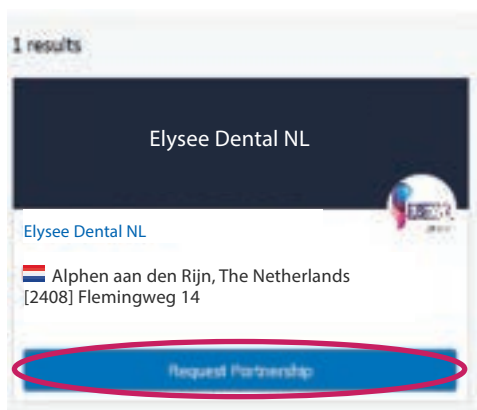 1 results
Elysee Dental NL
Elysee Dental NL
Alphen aan den Rijn, The Netherlands
[2408] Flemingweg 14
Request Partnership